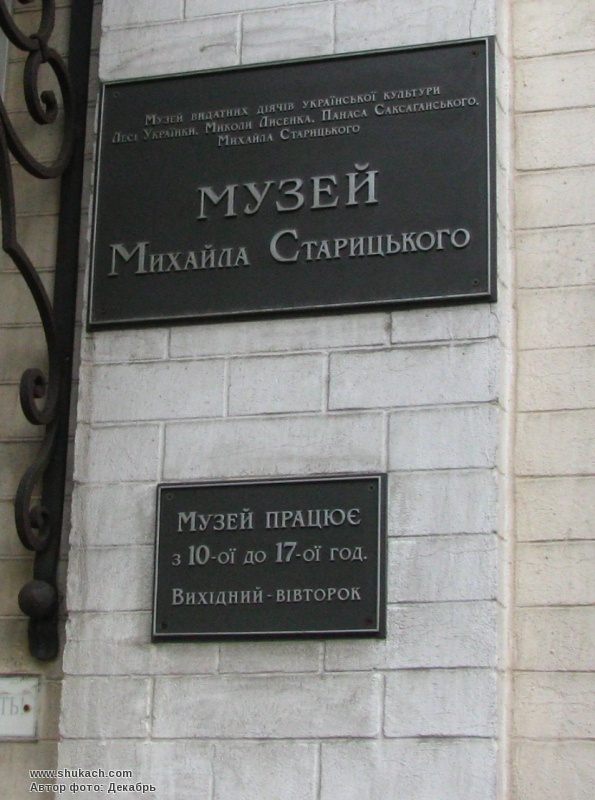 Музей видатних діячів української культури
Лесі Українки, Миколи Лисенка, Панаса Саксаганського,
Михайла Старицького
Музей
Михайла Старицького
Музей працює
з 10-ої до 17-ої год.
Вихідний-вівторок
www.shukach.com
Автор фото: Декабрь